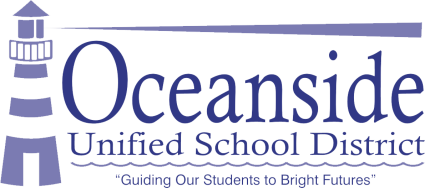 Oceanside
Unified School District
“Guiding Our Students to Bright Futures”